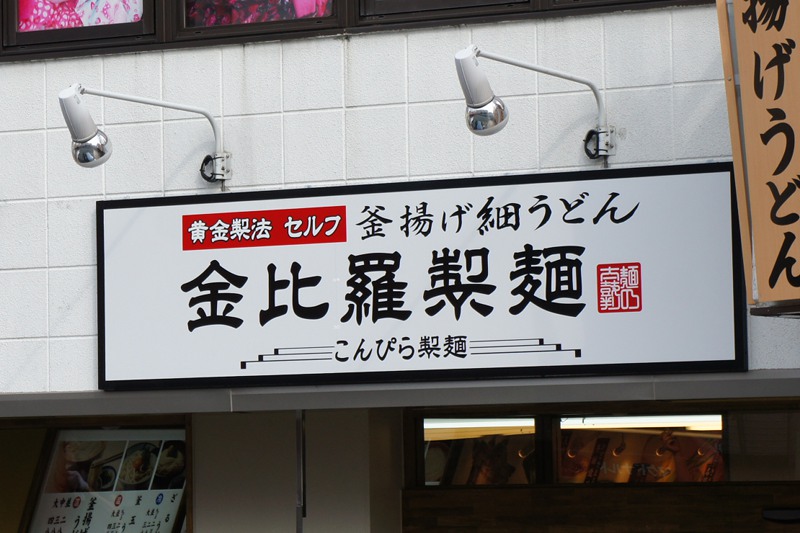 黄金製法 セルフ 釜揚げ細うどん
金比羅製麺
こんぴら製麺
揚げうどん